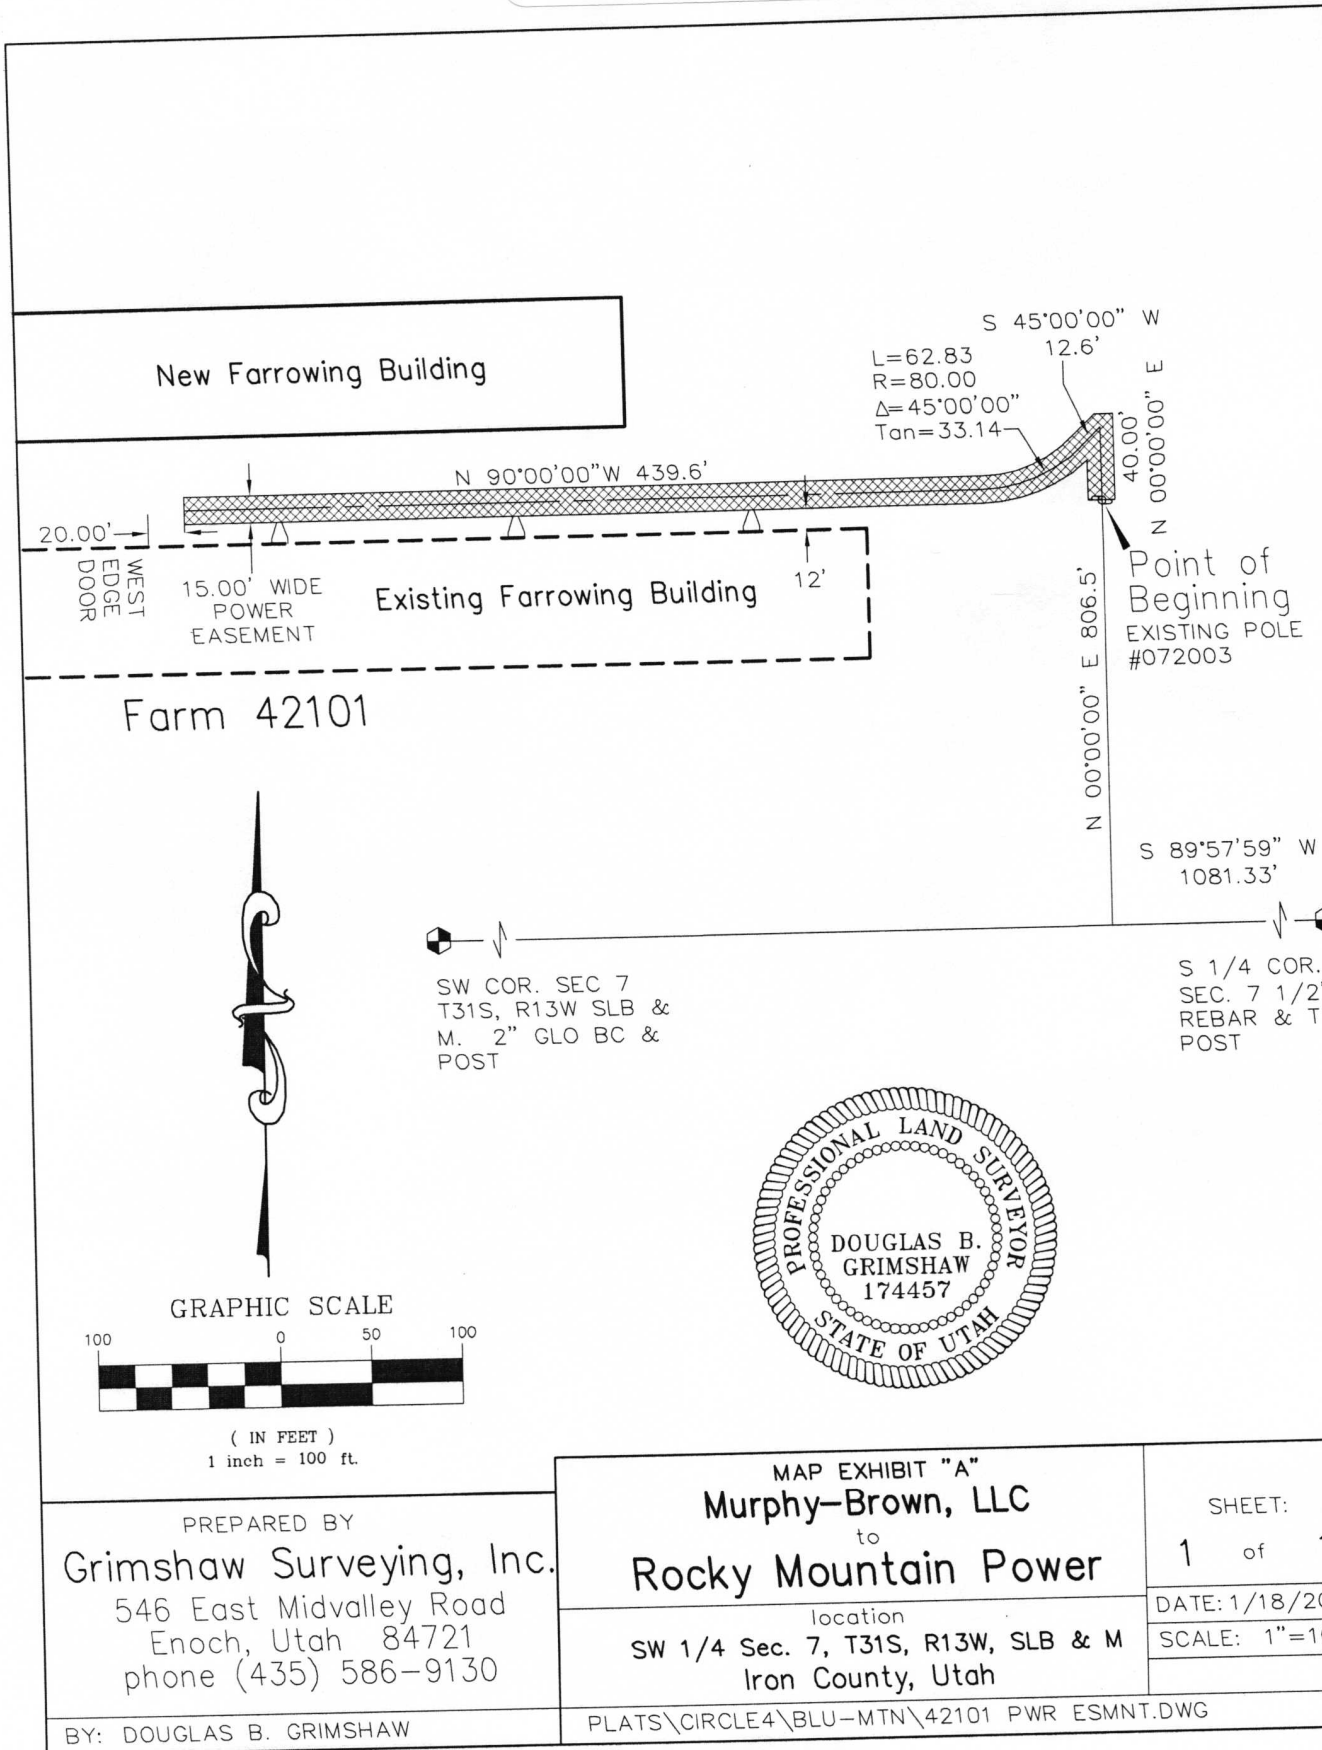 New Farrowing Building
S 45°00'00" W
12.6'
L=62.83
R=80.00
Δ=45°00'00"
Tan=33.14
40.00'
N 00°00'00" E
N 90°00'00"W 439.6'
20.00'
WEST
EDGE
DOOR
15.00' WIDE
POWER
EASEMENT
Existing Farrowing Building
12'
Point of
Beginning
EXISTING POLE
#072003
N 00°00'00" E 806.5'
Farm 42101
S 89°57'59" W
1081.33'
SW COR. SEC 7
T31S, R13W SLB &
M. 2" GLO BC &
POST
S 1/4 COR.
SEC. 7 1/2"
REBAR & T
POST
PROFESSIONAL LAND SURVEYOR
DOUGLAS B.
GRIMSHAW
174457
STATE OF UTAH
GRAPHIC SCALE
100 0 50 100
( IN FEET )
1 inch = 100 ft.
PREPARED BY
Grimshaw Surveying, Inc.
546 East Midvalley Road
Enoch, Utah 84721
phone (435) 586-9130
BY: DOUGLAS B. GRIMSHAW
MAP EXHIBIT "A"
Murphy-Brown, LLC
to
Rocky Mountain Power
location
SW 1/4 Sec. 7, T31S, R13W, SLB & M
Iron County, Utah
PLATS\CIRCLE4\BLU-MTN\42101 PWR ESMNT.DWG
SHEET:
1 of
DATE: 1/18/20
SCALE: 1"=1